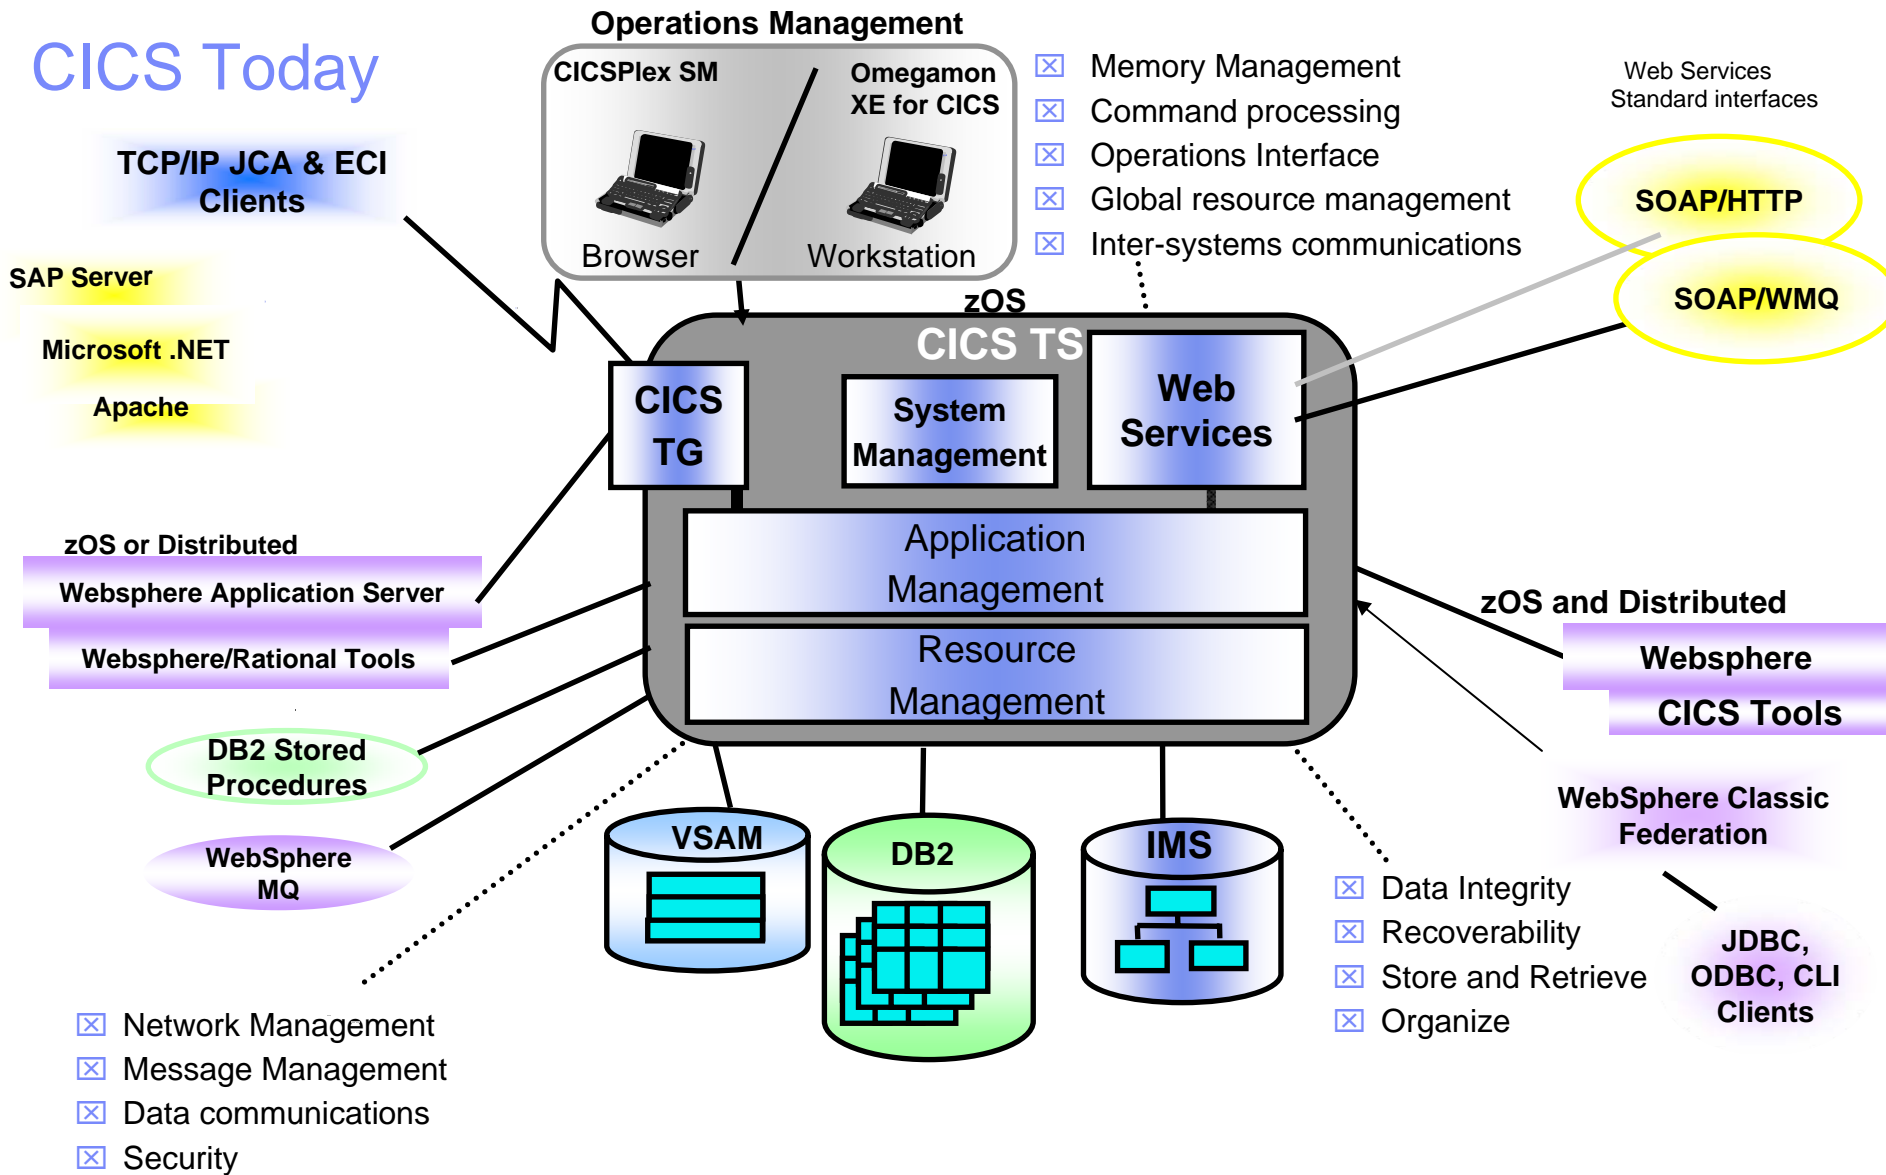 CICS Today
Operations Management
CICSPlex SM
Omegamon
XE for CICS
Browser
Workstation
Memory Management
Command processing
Operations Interface
Global resource management
Inter-systems communications
Web Services
Standard interfaces
SOAP/HTTP
SOAP/WMQ
TCP/IP JCA & ECI
Clients
SAP Server
Microsoft .NET
Apache
zOS
CICS TS
CICS
TG
System
Management
Web
Services
Application
Management
Resource
Management
zOS or Distributed
Websphere Application Server
Websphere/Rational Tools
DB2 Stored
Procedures
WebSphere
MQ
zOS and Distributed
Websphere
CICS Tools
WebSphere Classic
Federation
JDBC,
ODBC, CLI
Clients
VSAM
DB2
IMS
Data Integrity
Recoverability
Store and Retrieve
Organize
Network Management
Message Management
Data communications
Security